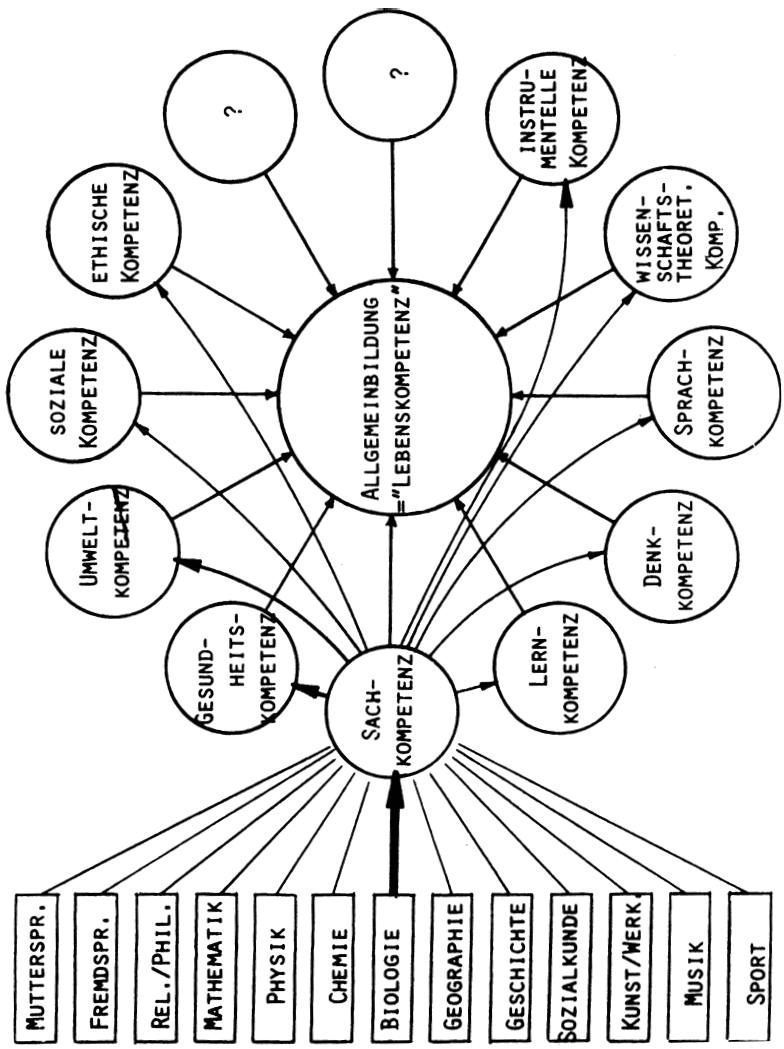 ?
?
INSTRU-
MENTELLE
KOMPETENZ
ETHISCHE
KOMPETENZ
WISSEN-
SCHAFTS-
THEORET.
KOMP.
SOZIALE
KOMPETENZ
ALLGEMEINBILDUNG
="LEBENSKOMPETENZ"
SPRACH-
KOMPETENZ
UMWELT-
KOMPETENZ
DENK-
KOMPETENZ
GESUND-
HEITS-
KOMPETENZ
SACH-
KOMPETENZ
LERN-
KOMPETENZ
MUTTERSPR.
FREMDSPR.
REL./PHIL.
MATHEMATIK
PHYSIK
CHEMIE
BIOLOGIE
GEOGRAPHIE
GESCHICHTE
SOZIALKUNDE
KUNST/WERK.
MUSIK
SPORT